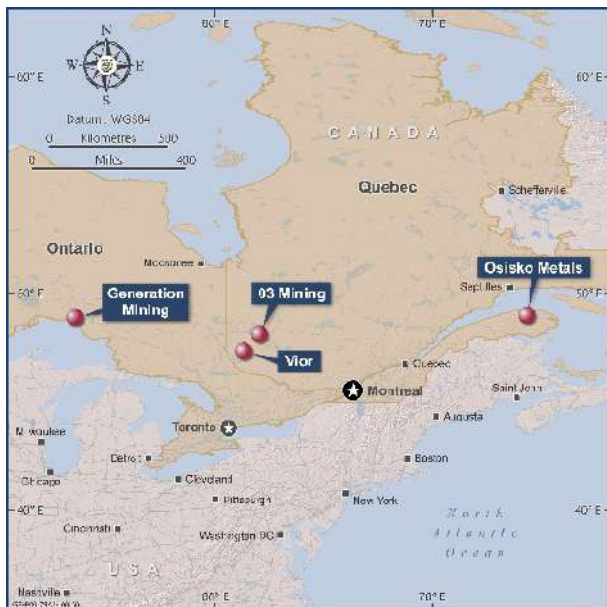 80° E
70° E
N
W
E
S
60° E
60° E
Datum: WGS84
0 Kilometres 500
0 Miles 400
CANADA
Quebec
Schefferville
Ontario
Moosonee
Osisko Metals
Generation
Mining
03 Mining
Sept-Iles
50° E
50° E
Vior
Quebec
Montreal
Saint John
Toronto
Augusta
Milwaukee
Detroit
Boston
Chicago
Cleveland
Pittsburgh
New York
40° E
40° E
North
Atlantic
Ocean
Cincinnati
Washington DC
USA
Nashville
80° E
70° E